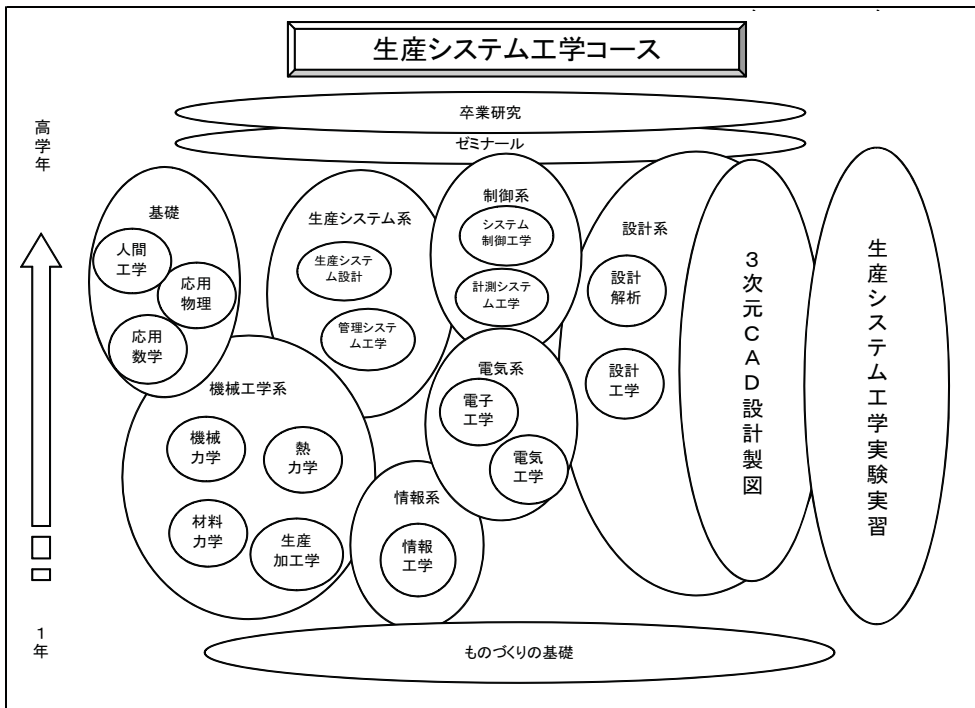 生産システム工学コース
卒業研究
ゼミナール
高学年
基礎
人間
工学
応用
物理
応用
数学
生産システム系
生産システ
ム設計
管理システ
ム工学
制御系
システム
制御工学
計測システ
ム工学
設計系
設計
解析
設計
工学
3次元CAD設計製図
生産システム工学実験実習
機械工学系
機械
力学
熱
力学
材料
力学
生産
加工学
電気系
電子
工学
電気
工学
情報系
情報
工学
1年
ものづくりの基礎